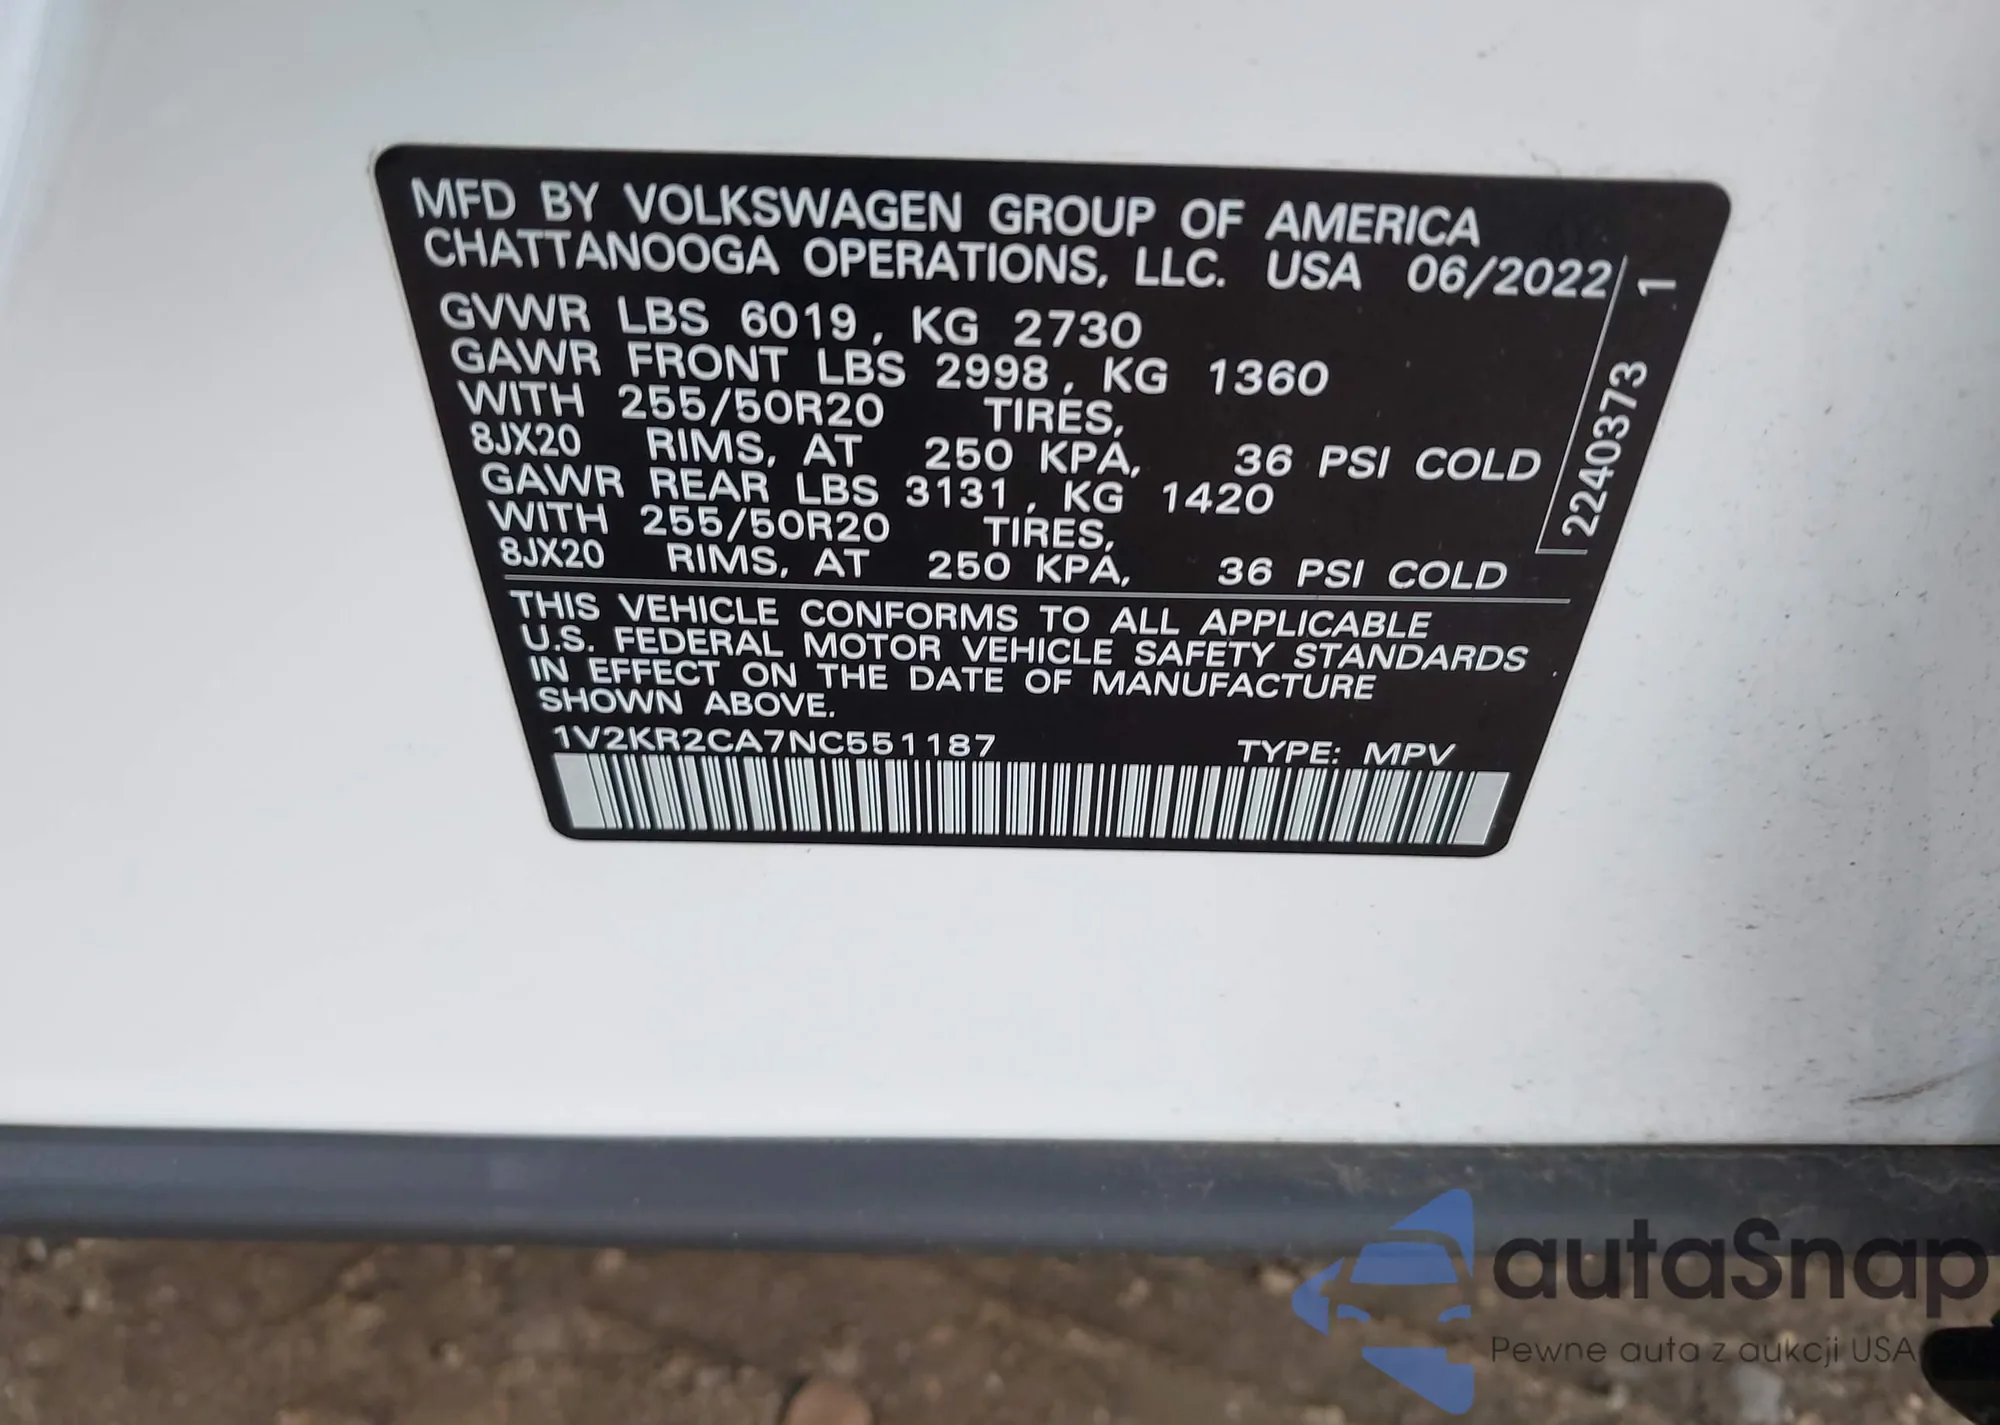 MFD BY VOLKSWAGEN GROUP OF AMERICA
CHATTANOOGA OPERATIONS, LLC. USA 06/2022
GVWR LBS 6019, KG 2730
GAWR FRONT LBS 2998, KG 1360
WITH 255/50R20 TIRES,
8JX20 RIMS, AT 250 KPA, 36 PSI COLD
GAWR REAR LBS 3131, KG 1420
WITH 255/50R20 TIRES,
8JX20 RIMS, AT 250 KPA, 36 PSI COLD
2240373 1
THIS VEHICLE CONFORMS TO ALL APPLICABLE
U.S. FEDERAL MOTOR VEHICLE SAFETY STANDARDS
IN EFFECT ON THE DATE OF MANUFACTURE
SHOWN ABOVE.
1V2KR2CA7NC551187 TYPE: MPV
autaSnap
Pewne auta z aukcji USA